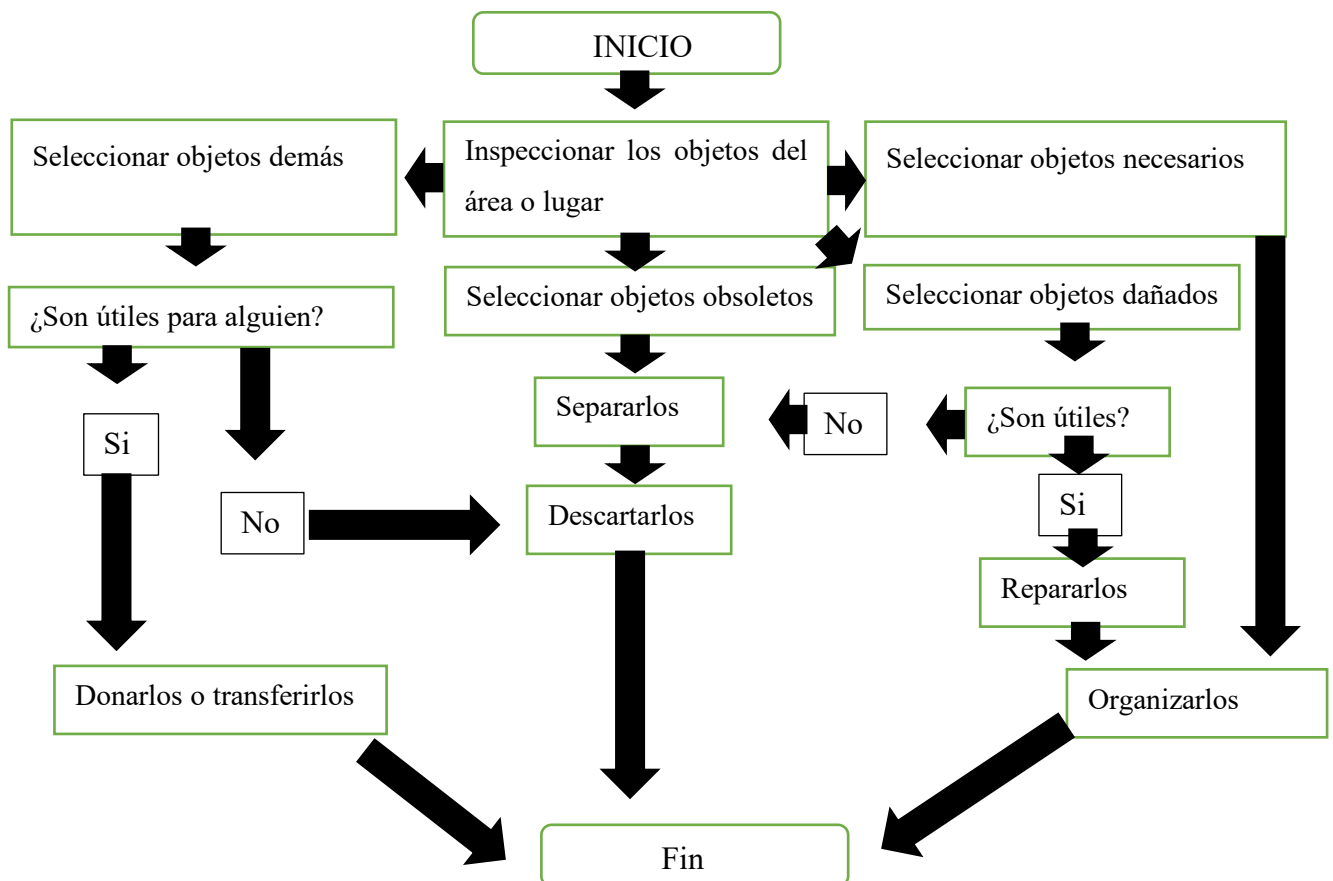 INICIO
Seleccionar objetos demás
Inspeccionar los objetos del
área o lugar
Seleccionar objetos necesarios
¿Son útiles para alguien?
Seleccionar objetos obsoletos
Seleccionar objetos dañados
Si
Separarlos
No
¿Son útiles?
No
Descartarlos
Si
Repararlos
Donarlos o transferirlos
Organizarlos
Fin